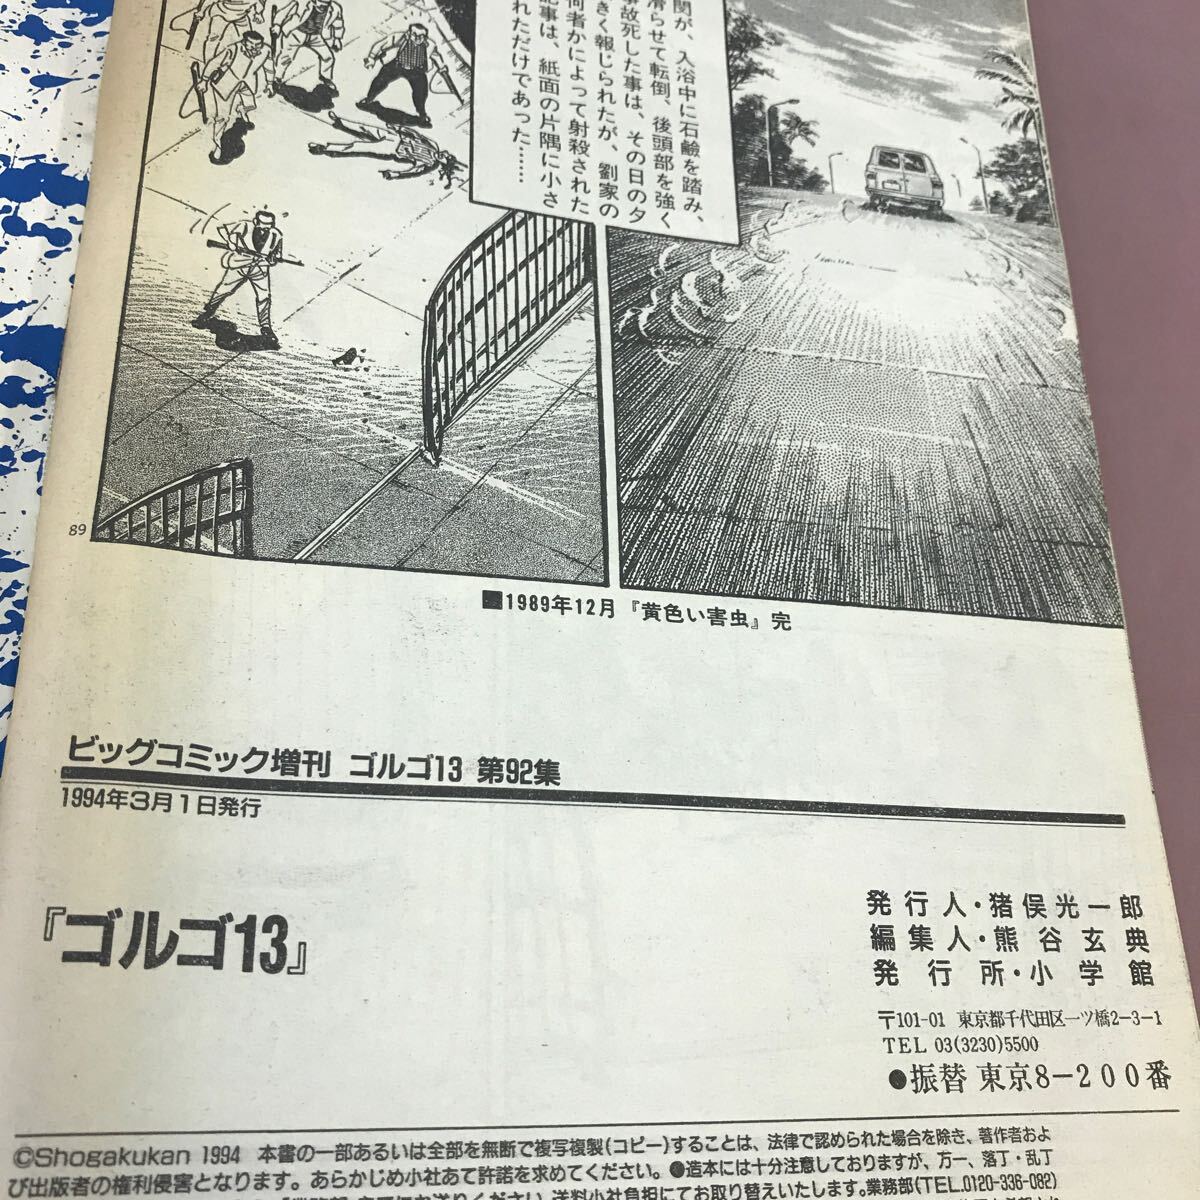 関が、入浴中に石鹼を踏み、
滑らせて転倒、後頭部を強く
事故死した事は、その日の夕
きく報じられたが、劉家の
何者かによって射殺された
記事は、紙面の片隅に小さ
れただけであった……
89
■1989年12月『黄色い害虫』完
ビッグコミック増刊 ゴルゴ13 第92集
1994年3月1日発行
『ゴルゴ13』
発行人・猪俣光一郎
編集人・熊谷玄典
発行所・小学館
〒101-01 東京都千代田区一ツ橋2-3-1
TEL 03(3230)5500
●振替 東京8-200番
©Shogakukan 1994 本書の一部あるいは全部を無断で複写複製(コピー)することは、法律で認められた場合を除き、著作者およ
び出版者の権利侵害となります。あらかじめ小社あて許諾を求めてください。●造本には十分注意しておりますが、万一、落丁・乱丁
送料小社負担にてお取り替えいたします。業務部(TEL.0120-336-082)